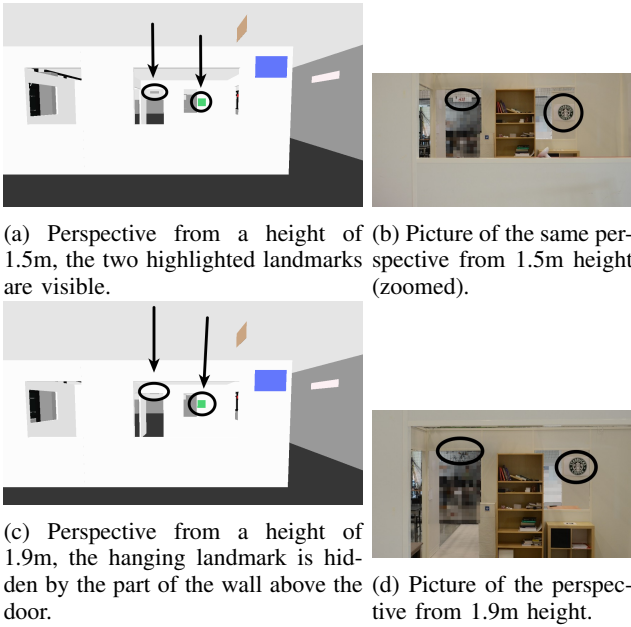 (a) Perspective from a height of
1.5m, the two highlighted landmarks
are visible.
(b) Picture of the same per-
spective from 1.5m height
(zoomed).
(c) Perspective from a height of
1.9m, the hanging landmark is hid-
den by the part of the wall above the
door.
(d) Picture of the perspec-
tive from 1.9m height.